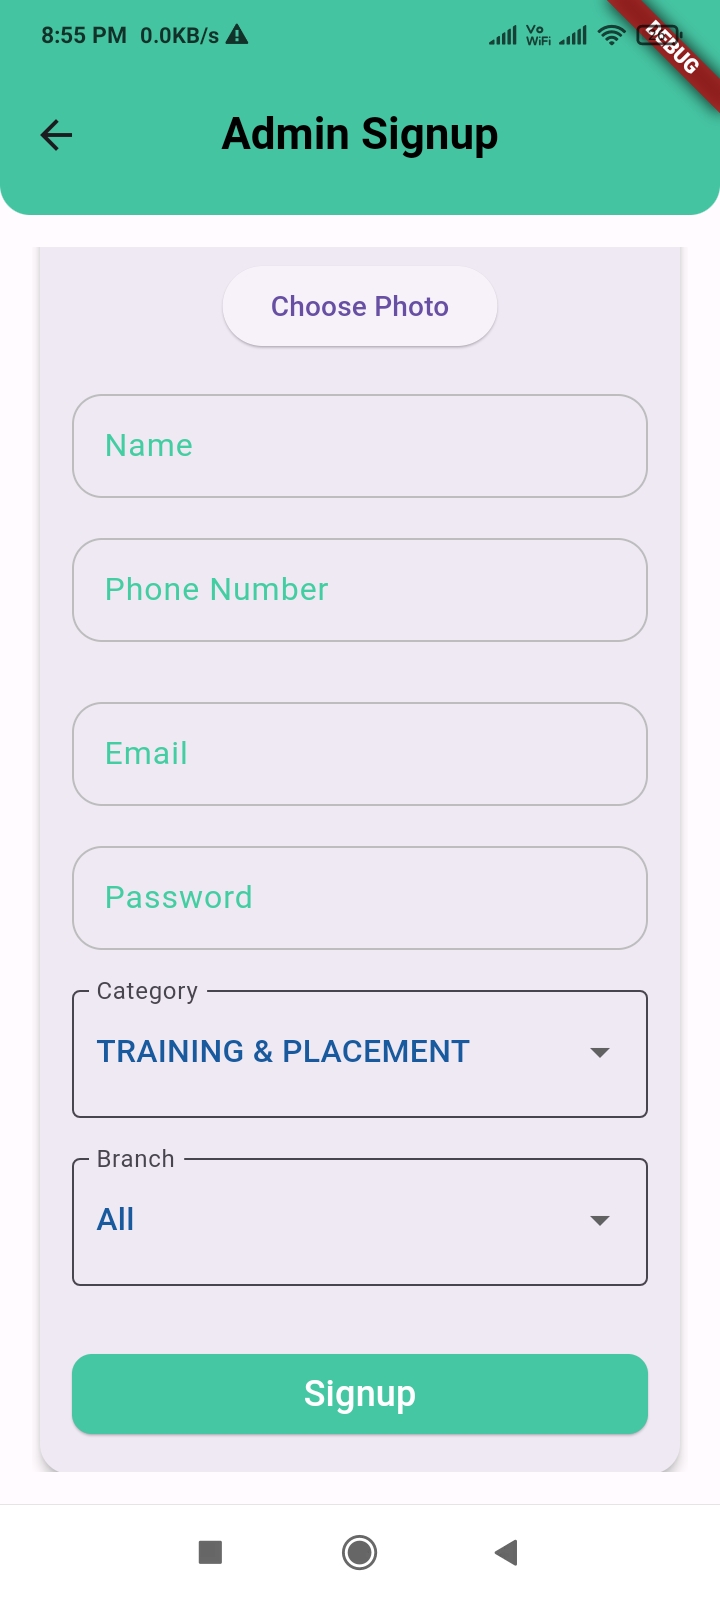 8:55 PM 0.0KB/s
Vo
WiFi
DEBUG
Admin Signup
Choose Photo
Name
Phone Number
Email
Password
Category
TRAINING & PLACEMENT
Branch
All
Signup